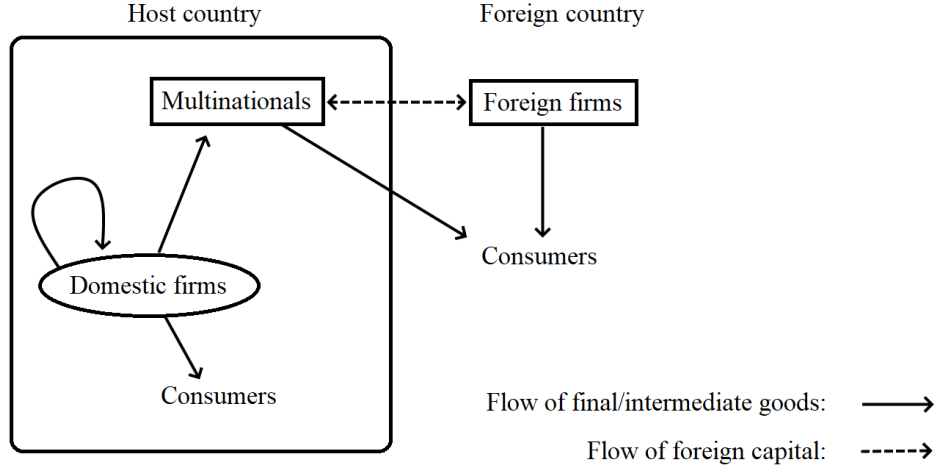 Host country
Foreign country
Multinationals
Foreign firms
Consumers
Domestic firms
Consumers
Flow of final/intermediate goods:
Flow of foreign capital: